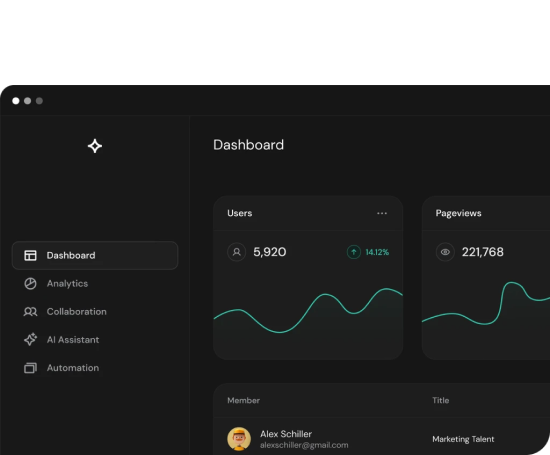 Dashboard
Users
Pageviews
5,920
14.12%
221,768
Dashboard
Analytics
Collaboration
AI Assistant
Automation
Member
Title
Alex Schiller
alexschiller@gmail.com
Marketing Talent